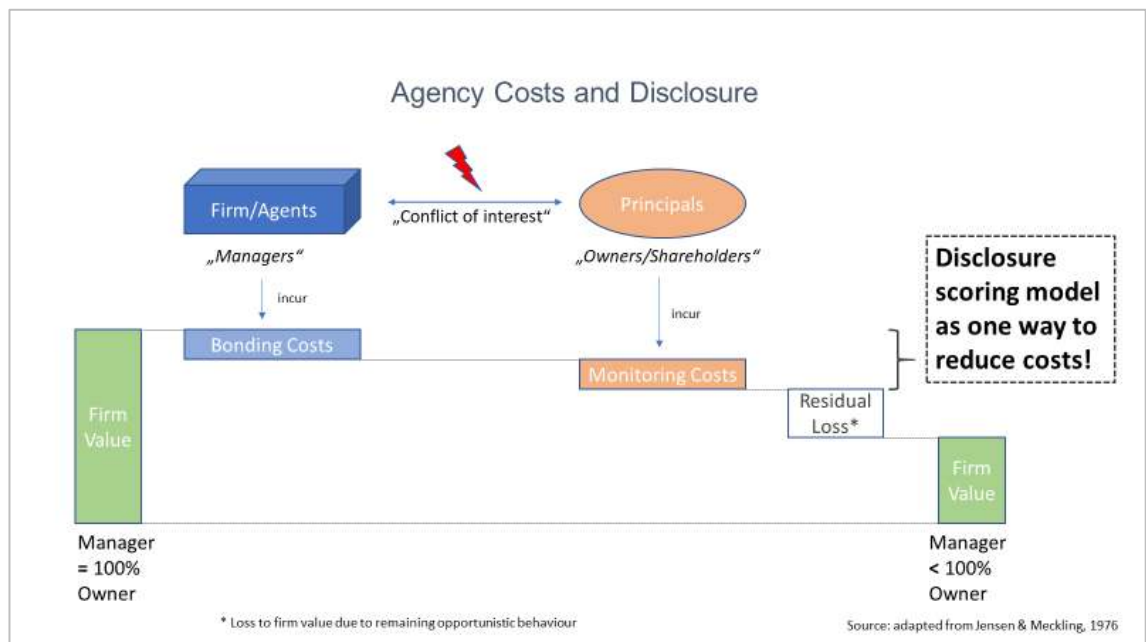 Agency Costs and Disclosure
Firm/Agents
„Conflict of interest“
Principals
„Managers“
„Owners/Shareholders“
incur
incur
Disclosure
scoring model
as one way to
reduce costs!
Bonding Costs
Monitoring Costs
Residual
Loss*
Firm
Value
Firm
Value
Manager
= 100%
Owner
Manager
< 100%
Owner
* Loss to firm value due to remaining opportunistic behaviour
Source: adapted from Jensen & Meckling, 1976